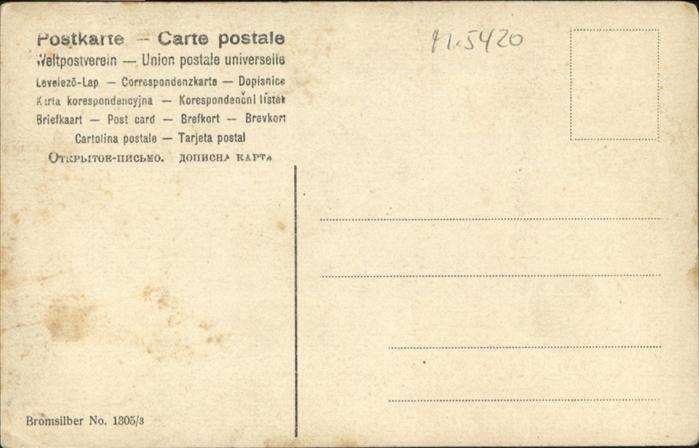 Postkarte — Carte postale
Weltpostverein — Union postale universelle
Levelező-Lap — Correspondenzkarte — Dopisnice
Karta korespondencyjna — Korespondenční lístek
Briefkaart — Post card — Brefkort — Brevkort
Cartolina postale — Tarjeta postal
Открытое-письмо. дописна карта
Bromsilber No. 1305/3
5420